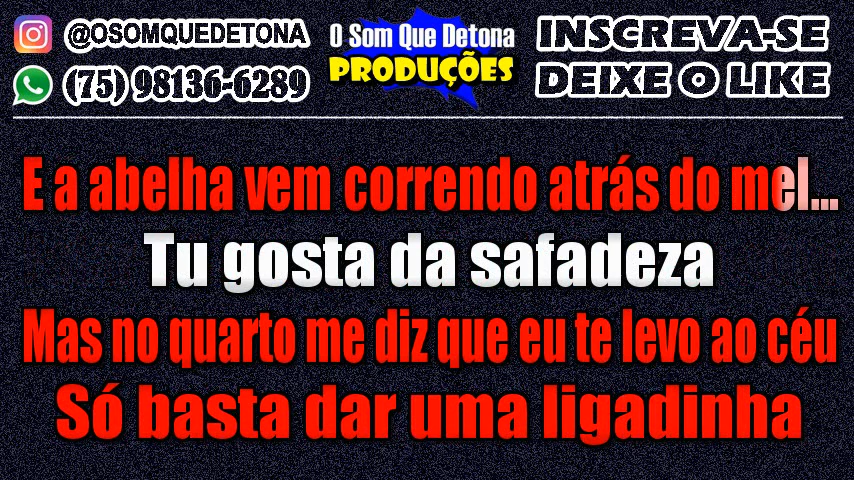 @OSOMQUEDETONA
(75) 98136-6289
O Som Que Detona
PRODUÇÕES
INSCREVA-SE
DEIXE O LIKE
E a abelha vem correndo atrás do mel...
Tu gosta da safadeza
Mas no quarto me diz que eu te levo ao céu
Só basta dar uma ligadinha